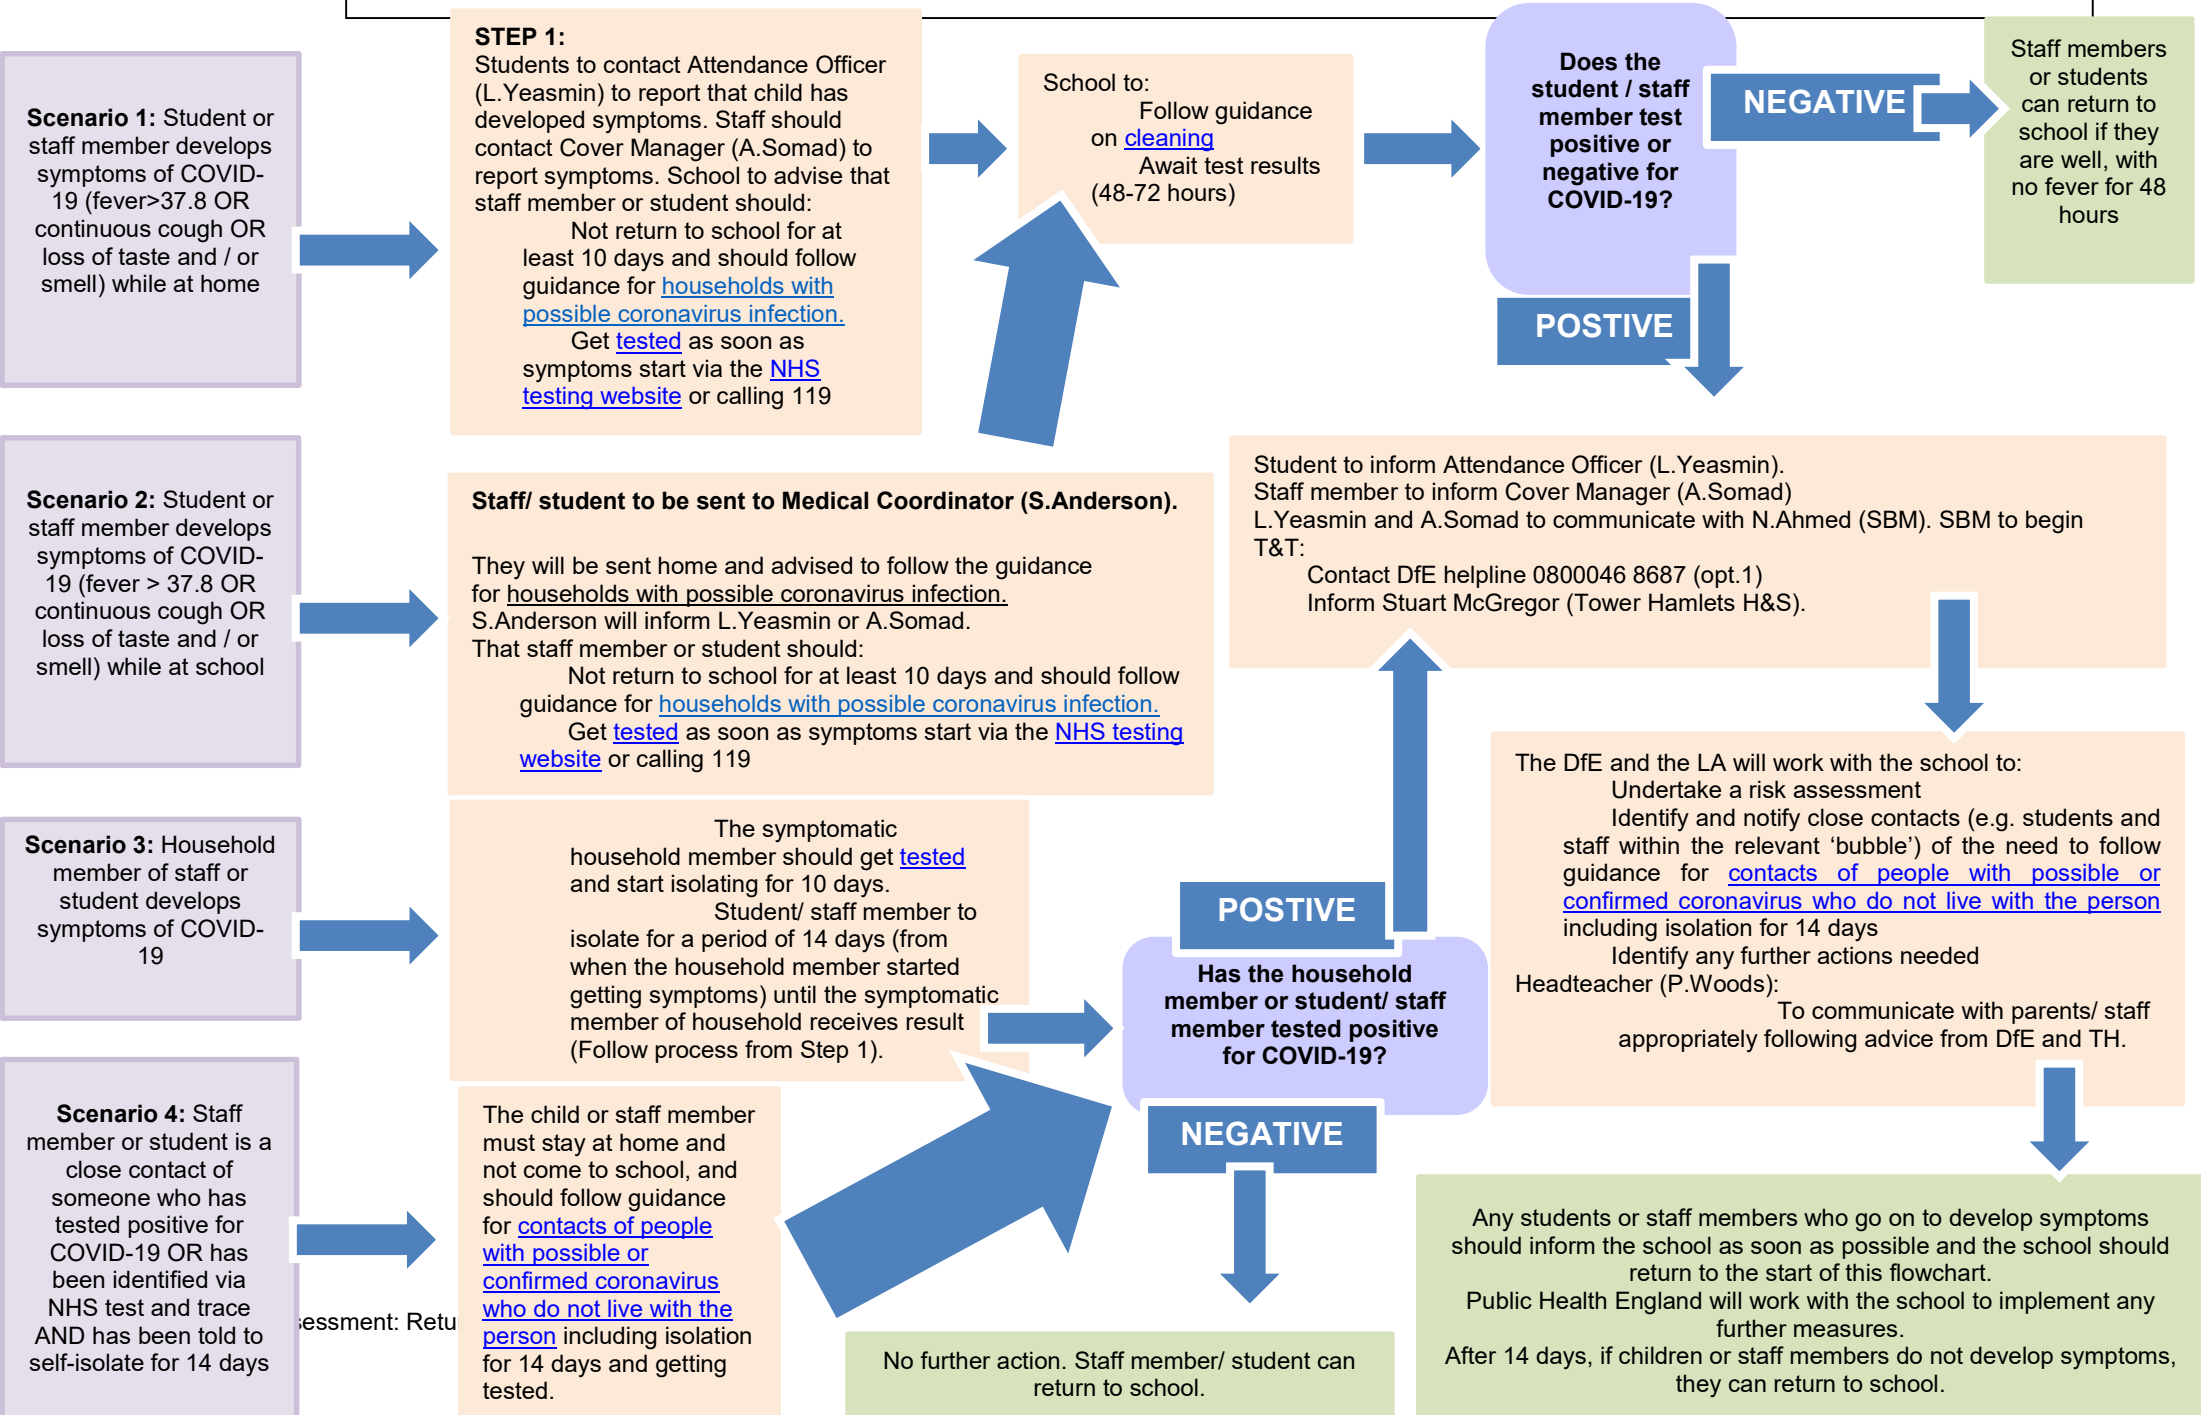 Scenario 1: Student or
staff member develops
symptoms of COVID-
19 (fever>37.8 OR
continuous cough OR
loss of taste and / or
smell) while at home
STEP 1:
Students to contact Attendance Officer
(L.Yeasmin) to report that child has
developed symptoms. Staff should
contact Cover Manager (A.Somad) to
report symptoms. School to advise that
staff member or student should:
Not return to school for at
least 10 days and should follow
guidance for households with
possible coronavirus infection.
Get tested as soon as
symptoms start via the NHS
testing website or calling 119
School to:
Follow guidance
on cleaning
Await test results
(48-72 hours)
Does the
student / staff
member test
positive or
negative for
COVID-19?
NEGATIVE
Staff members
or students
can return to
school if they
are well, with
no fever for 48
hours
POSTIVE
Scenario 2: Student or
staff member develops
symptoms of COVID-
19 (fever > 37.8 OR
continuous cough OR
loss of taste and / or
smell) while at school
Staff/ student to be sent to Medical Coordinator (S.Anderson).
They will be sent home and advised to follow the guidance
for households with possible coronavirus infection.
S.Anderson will inform L.Yeasmin or A.Somad.
That staff member or student should:
Not return to school for at least 10 days and should follow
guidance for households with possible coronavirus infection.
Get tested as soon as symptoms start via the NHS testing
website or calling 119
Student to inform Attendance Officer (L.Yeasmin).
Staff member to inform Cover Manager (A.Somad)
L.Yeasmin and A.Somad to communicate with N.Ahmed (SBM). SBM to begin
T&T:
Contact DfE helpline 0800046 8687 (opt.1)
Inform Stuart McGregor (Tower Hamlets H&S).
The DfE and the LA will work with the school to:
Undertake a risk assessment
Identify and notify close contacts (e.g. students and
staff within the relevant ‘bubble’) of the need to follow
guidance for contacts of people with possible or
confirmed coronavirus who do not live with the person
including isolation for 14 days
Identify any further actions needed
Headteacher (P.Woods):
To communicate with parents/ staff
appropriately following advice from DfE and TH.
Scenario 3: Household
member of staff or
student develops
symptoms of COVID-
19
The symptomatic
household member should get tested
and start isolating for 10 days.
Student/ staff member to
isolate for a period of 14 days (from
when the household member started
getting symptoms) until the symptomatic
member of household receives result
(Follow process from Step 1).
POSTIVE
Has the household
member or student/ staff
member tested positive
for COVID-19?
NEGATIVE
Scenario 4: Staff
member or student is a
close contact of
someone who has
tested positive for
COVID-19 OR has
been identified via
NHS test and trace
AND has been told to
self-isolate for 14 days
sessment: Retu
The child or staff member
must stay at home and
not come to school, and
should follow guidance
for contacts of people
with possible or
confirmed coronavirus
who do not live with the
person including isolation
for 14 days and getting
tested.
No further action. Staff member/ student can
return to school.
Any students or staff members who go on to develop symptoms
should inform the school as soon as possible and the school should
return to the start of this flowchart.
Public Health England will work with the school to implement any
further measures.
After 14 days, if children or staff members do not develop symptoms,
they can return to school.